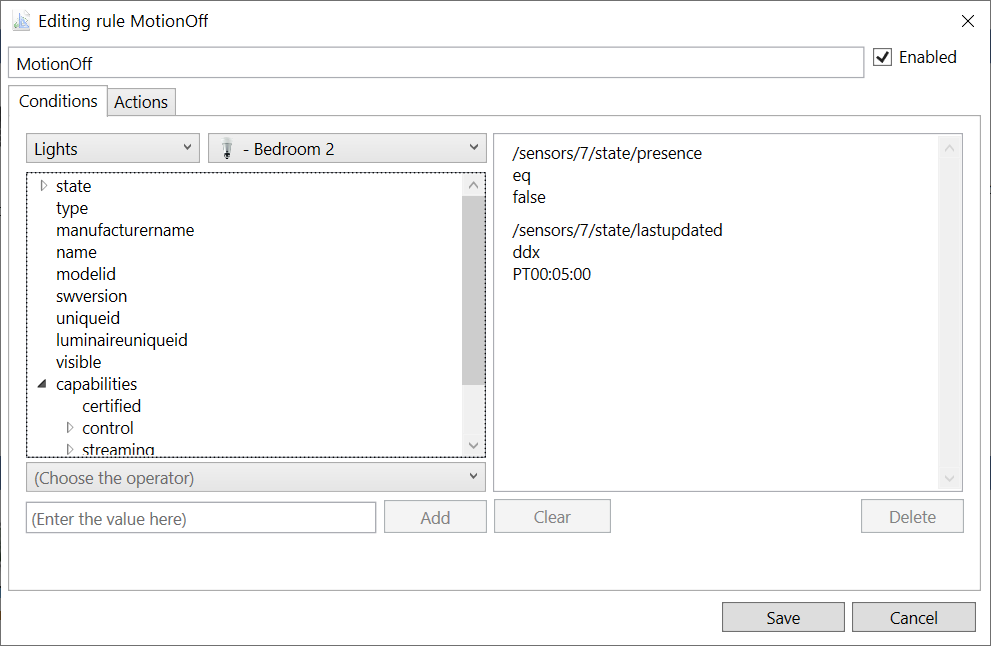 Editing rule MotionOff
MotionOff
Enabled
Conditions
Actions
Lights
- Bedroom 2
state
type
manufacturername
name
modelid
swversion
uniqueid
luminaireuniqueid
visible
capabilities
certified
control
streaming
(Choose the operator)
(Enter the value here)
Add
/sensors/7/state/presence
eq
false
/sensors/7/state/lastupdated
ddx
PT00:05:00
Clear
Delete
Save
Cancel